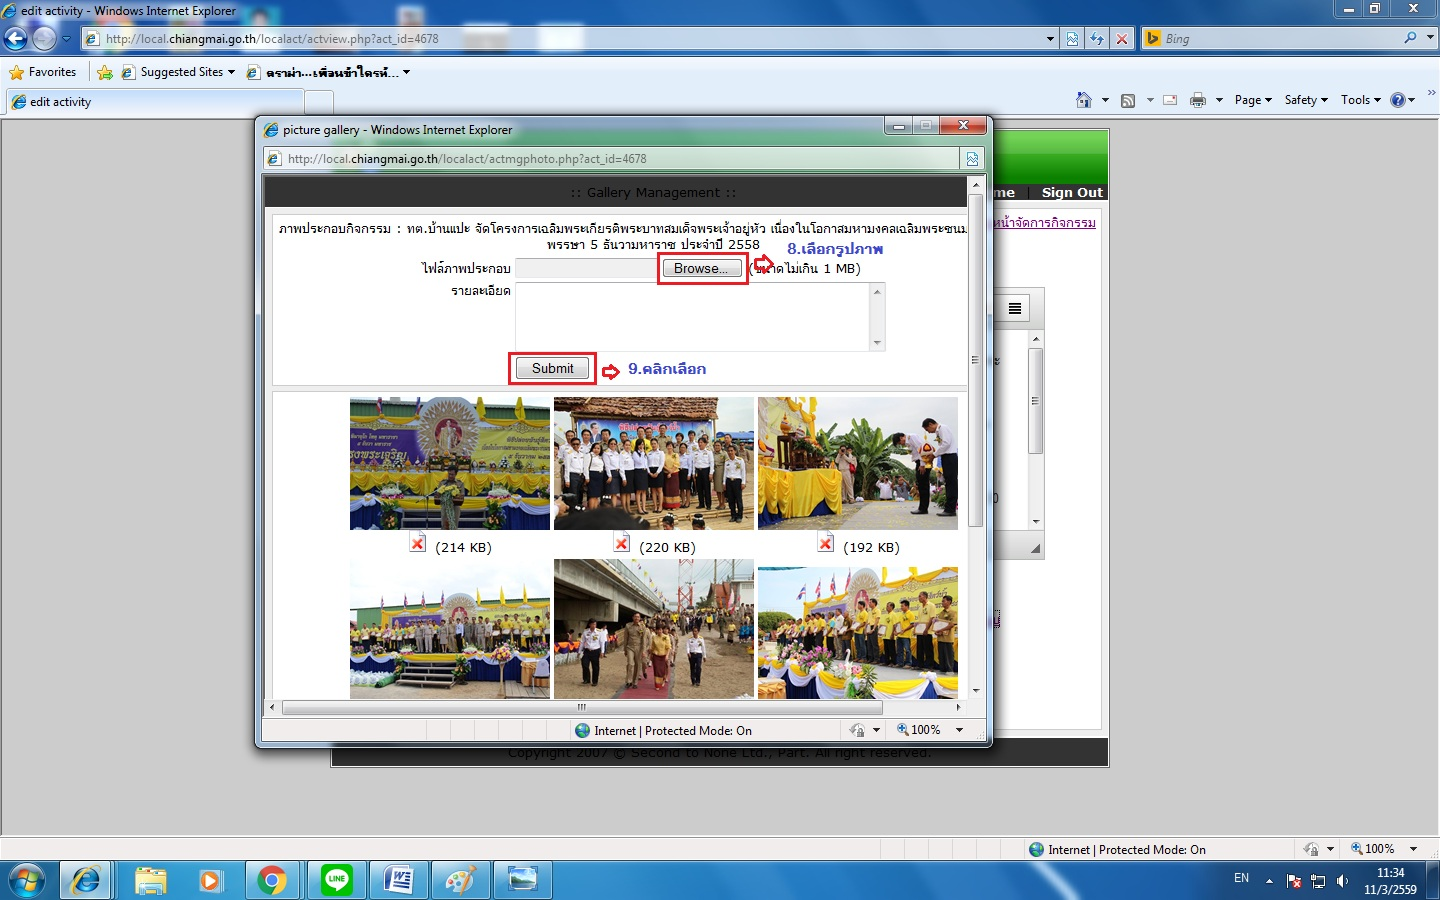 edit activity - Windows Internet Explorer
http://local.chiangmai.go.th/localact/actview.php?act_id=4678
Bing
Favorites
Suggested Sites
ดราม่า...เพื่อนขำใครห์...
edit activity
Page
Safety
Tools
picture gallery - Windows Internet Explorer
http://local.chiangmai.go.th/localact/actmgphoto.php?act_id=4678
:: Gallery Management ::
me | Sign Out
หน้าจัดการกิจกรรม
ภาพประกอบกิจกรรม : ทต.บ้านแปะ จัดโครงการเฉลิมพระเกียรติพระบาทสมเด็จพระเจ้าอยู่หัว เนื่องในโอกาสมหามงคลเฉลิมพระชนม
พรรษา 5 ธันวามหาราช ประจำปี 2558
8.เลือกรูปภาพ
ไฟล์ภาพประกอบ
Browse...
(ขนาดไม่เกิน 1 MB)
รายละเอียด
Submit
9.คลิกเลือก
(214 KB)
(220 KB)
(192 KB)
Internet | Protected Mode: On
100%
Copyright 2007 © Second to None Ltd., Part. All right reserved.
Internet | Protected Mode: On
100%
LINE
EN
11:34
11/3/2559